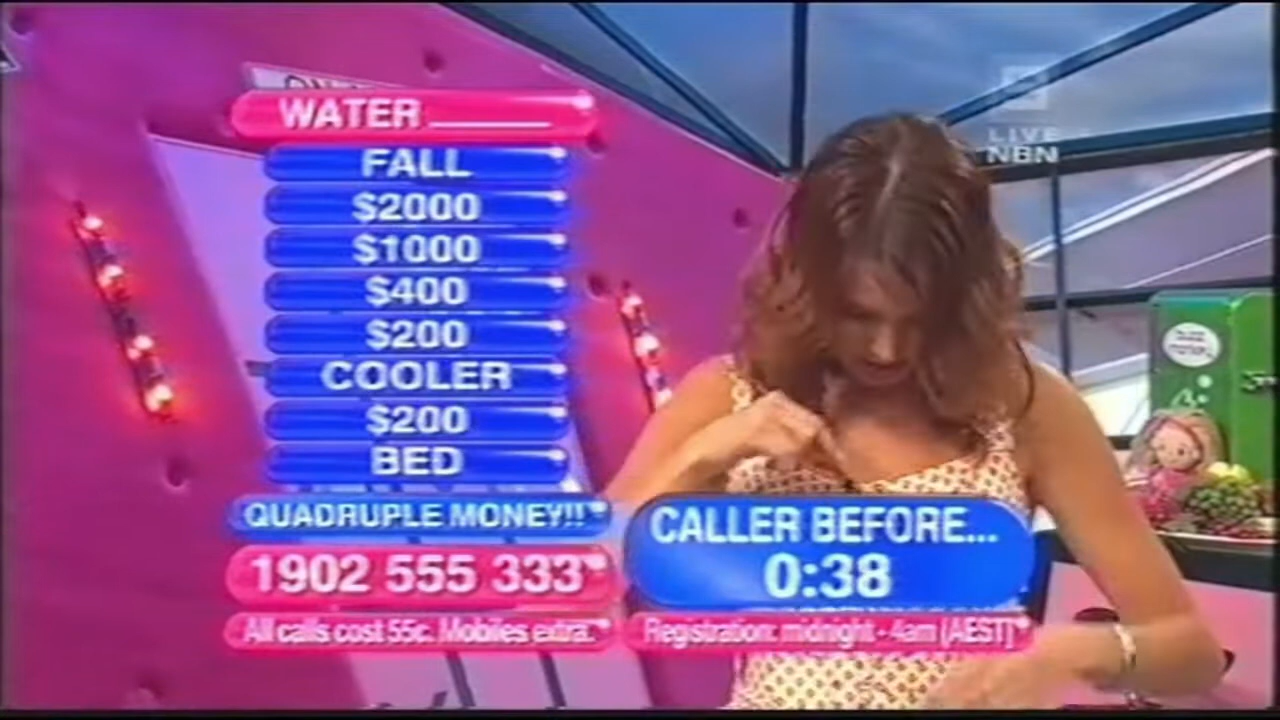 WATER ______
FALL
$2000
$1000
$400
$200
COOLER
$200
BED
QUADRUPLE MONEY!!
1902 555 333
All calls cost 55c. Mobiles extra.
CALLER BEFORE...
0:38
Registration: midnight - 4am (AEST)
LIVE
NBN